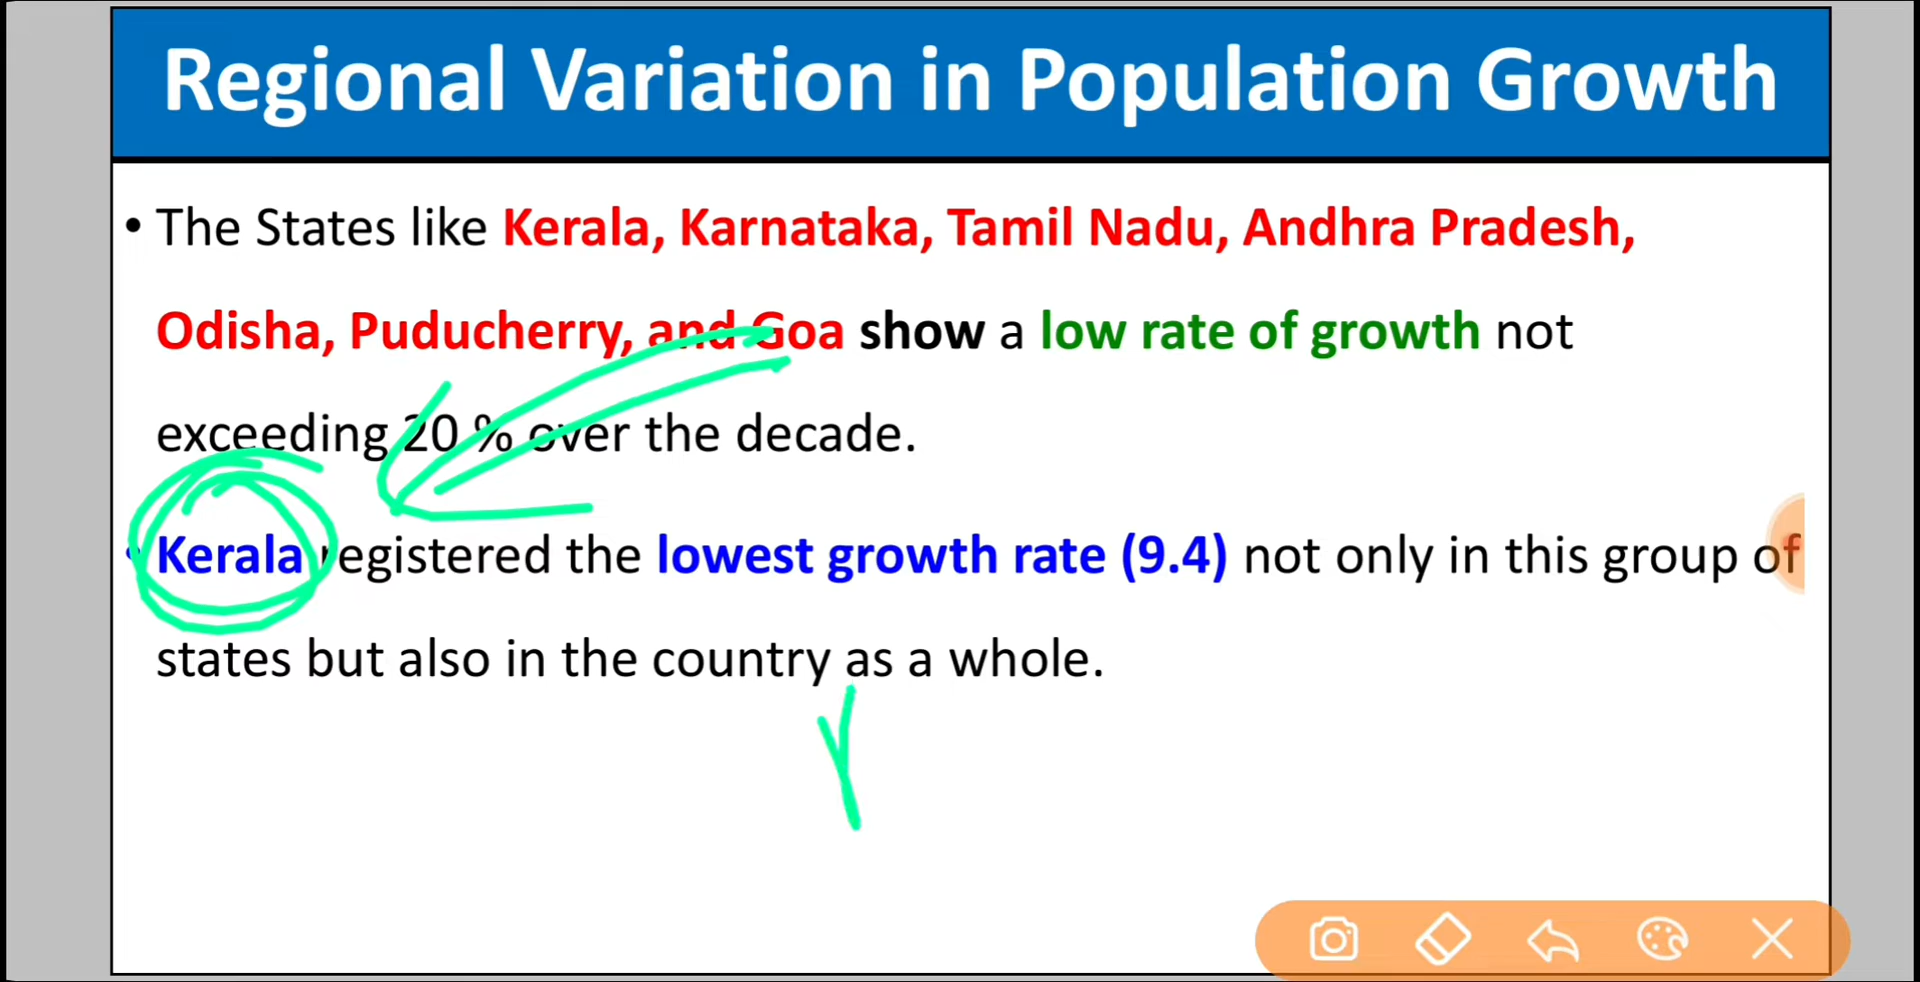 Regional Variation in Population Growth
• The States like Kerala, Karnataka, Tamil Nadu, Andhra Pradesh,
Odisha, Puducherry, and Goa show a low rate of growth not
exceeding 20 % over the decade.
• Kerala registered the lowest growth rate (9.4) not only in this group of
states but also in the country as a whole.